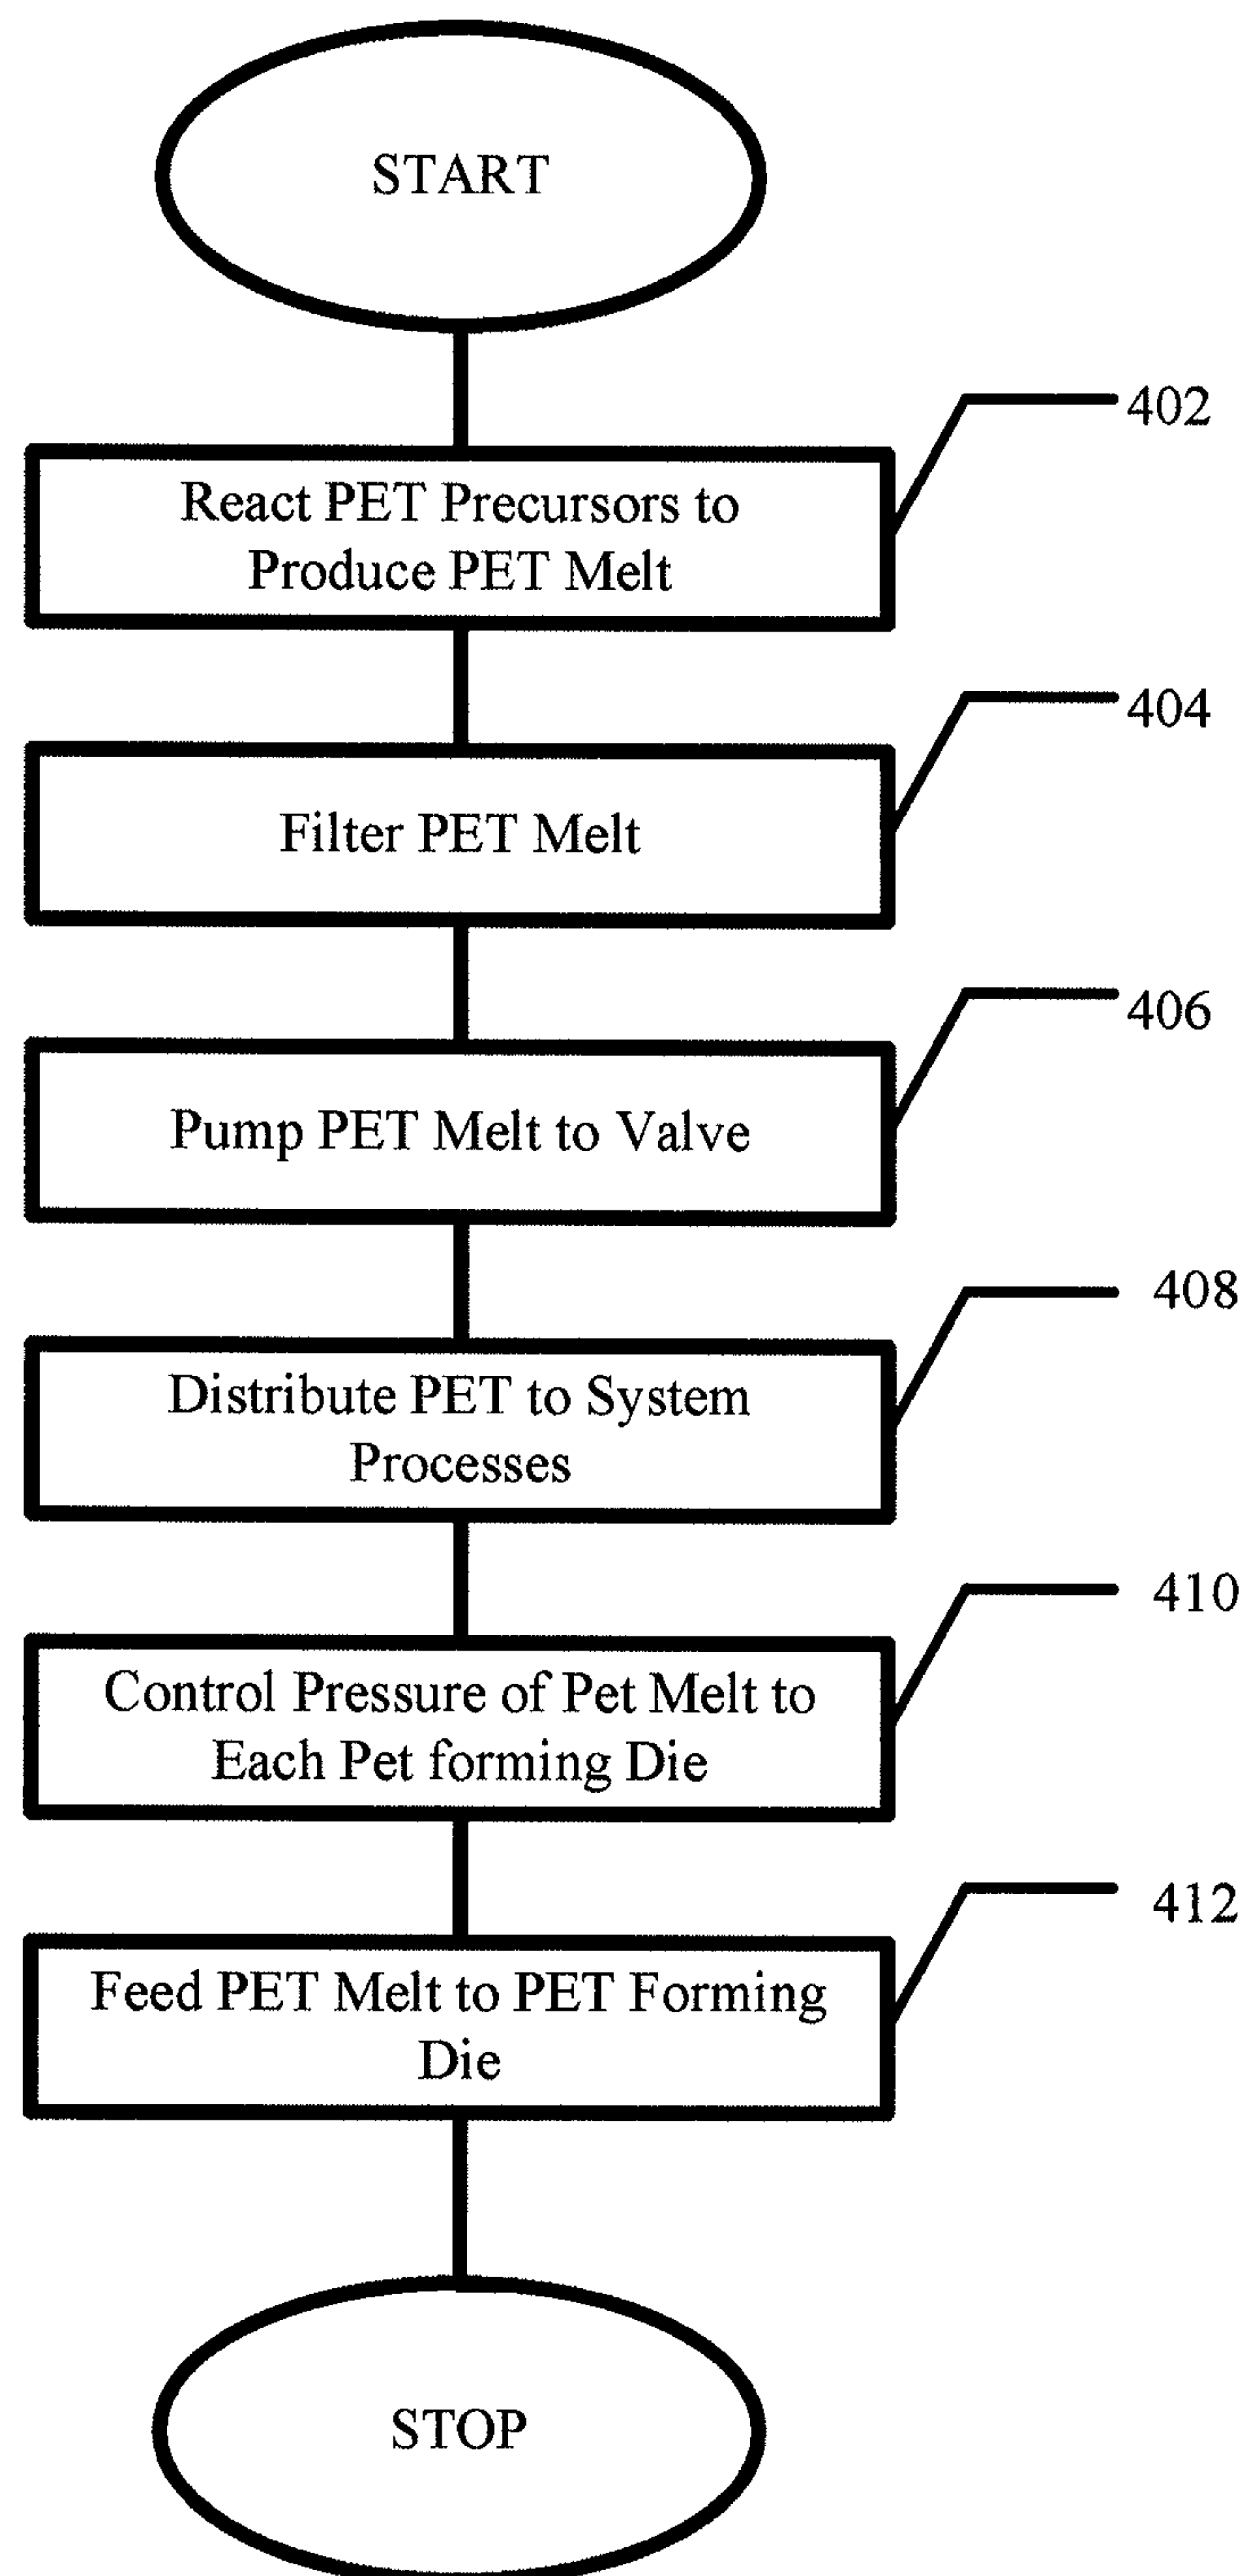 START
402
React PET Precursors to
Produce PET Melt
404
Filter PET Melt
406
Pump PET Melt to Valve
408
Distribute PET to System
Processes
410
Control Pressure of Pet Melt to
Each Pet forming Die
412
Feed PET Melt to PET Forming
Die
STOP